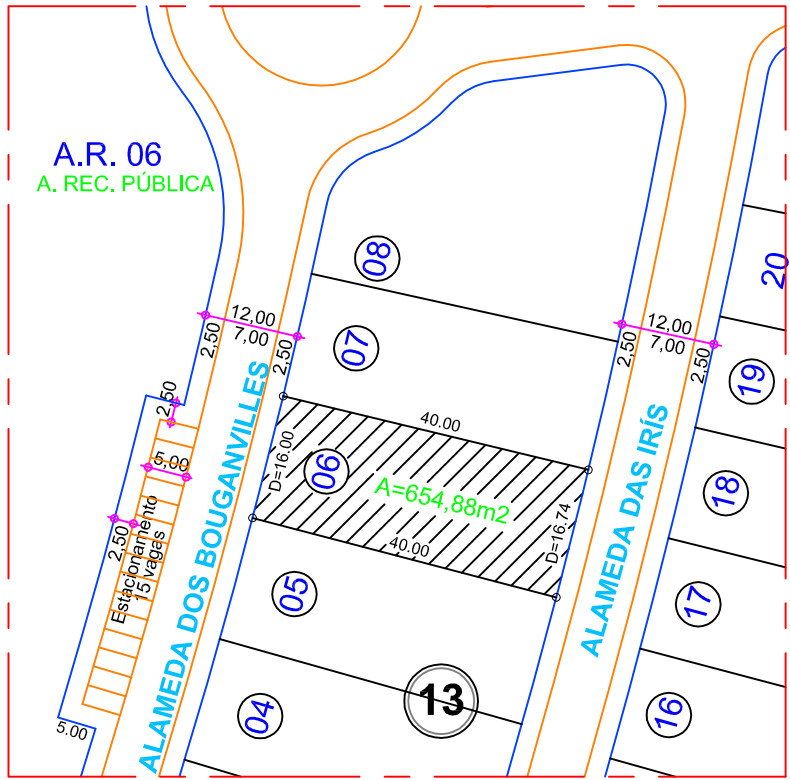 A.R. 06
A. REC. PÚBLICA
08
20
12,00
7,00
2,50
2,50
12,00
7,00
2,50
2,50
07
19
2,50
40.00
D=16.00
06
A=654,88m2
D=16.74
40.00
5,00
18
2,50
Estacionamento
15 vagas
ALAMEDA DOS BOUGANVILLES
ALAMEDA DAS IRÍS
05
17
13
04
16
5.00